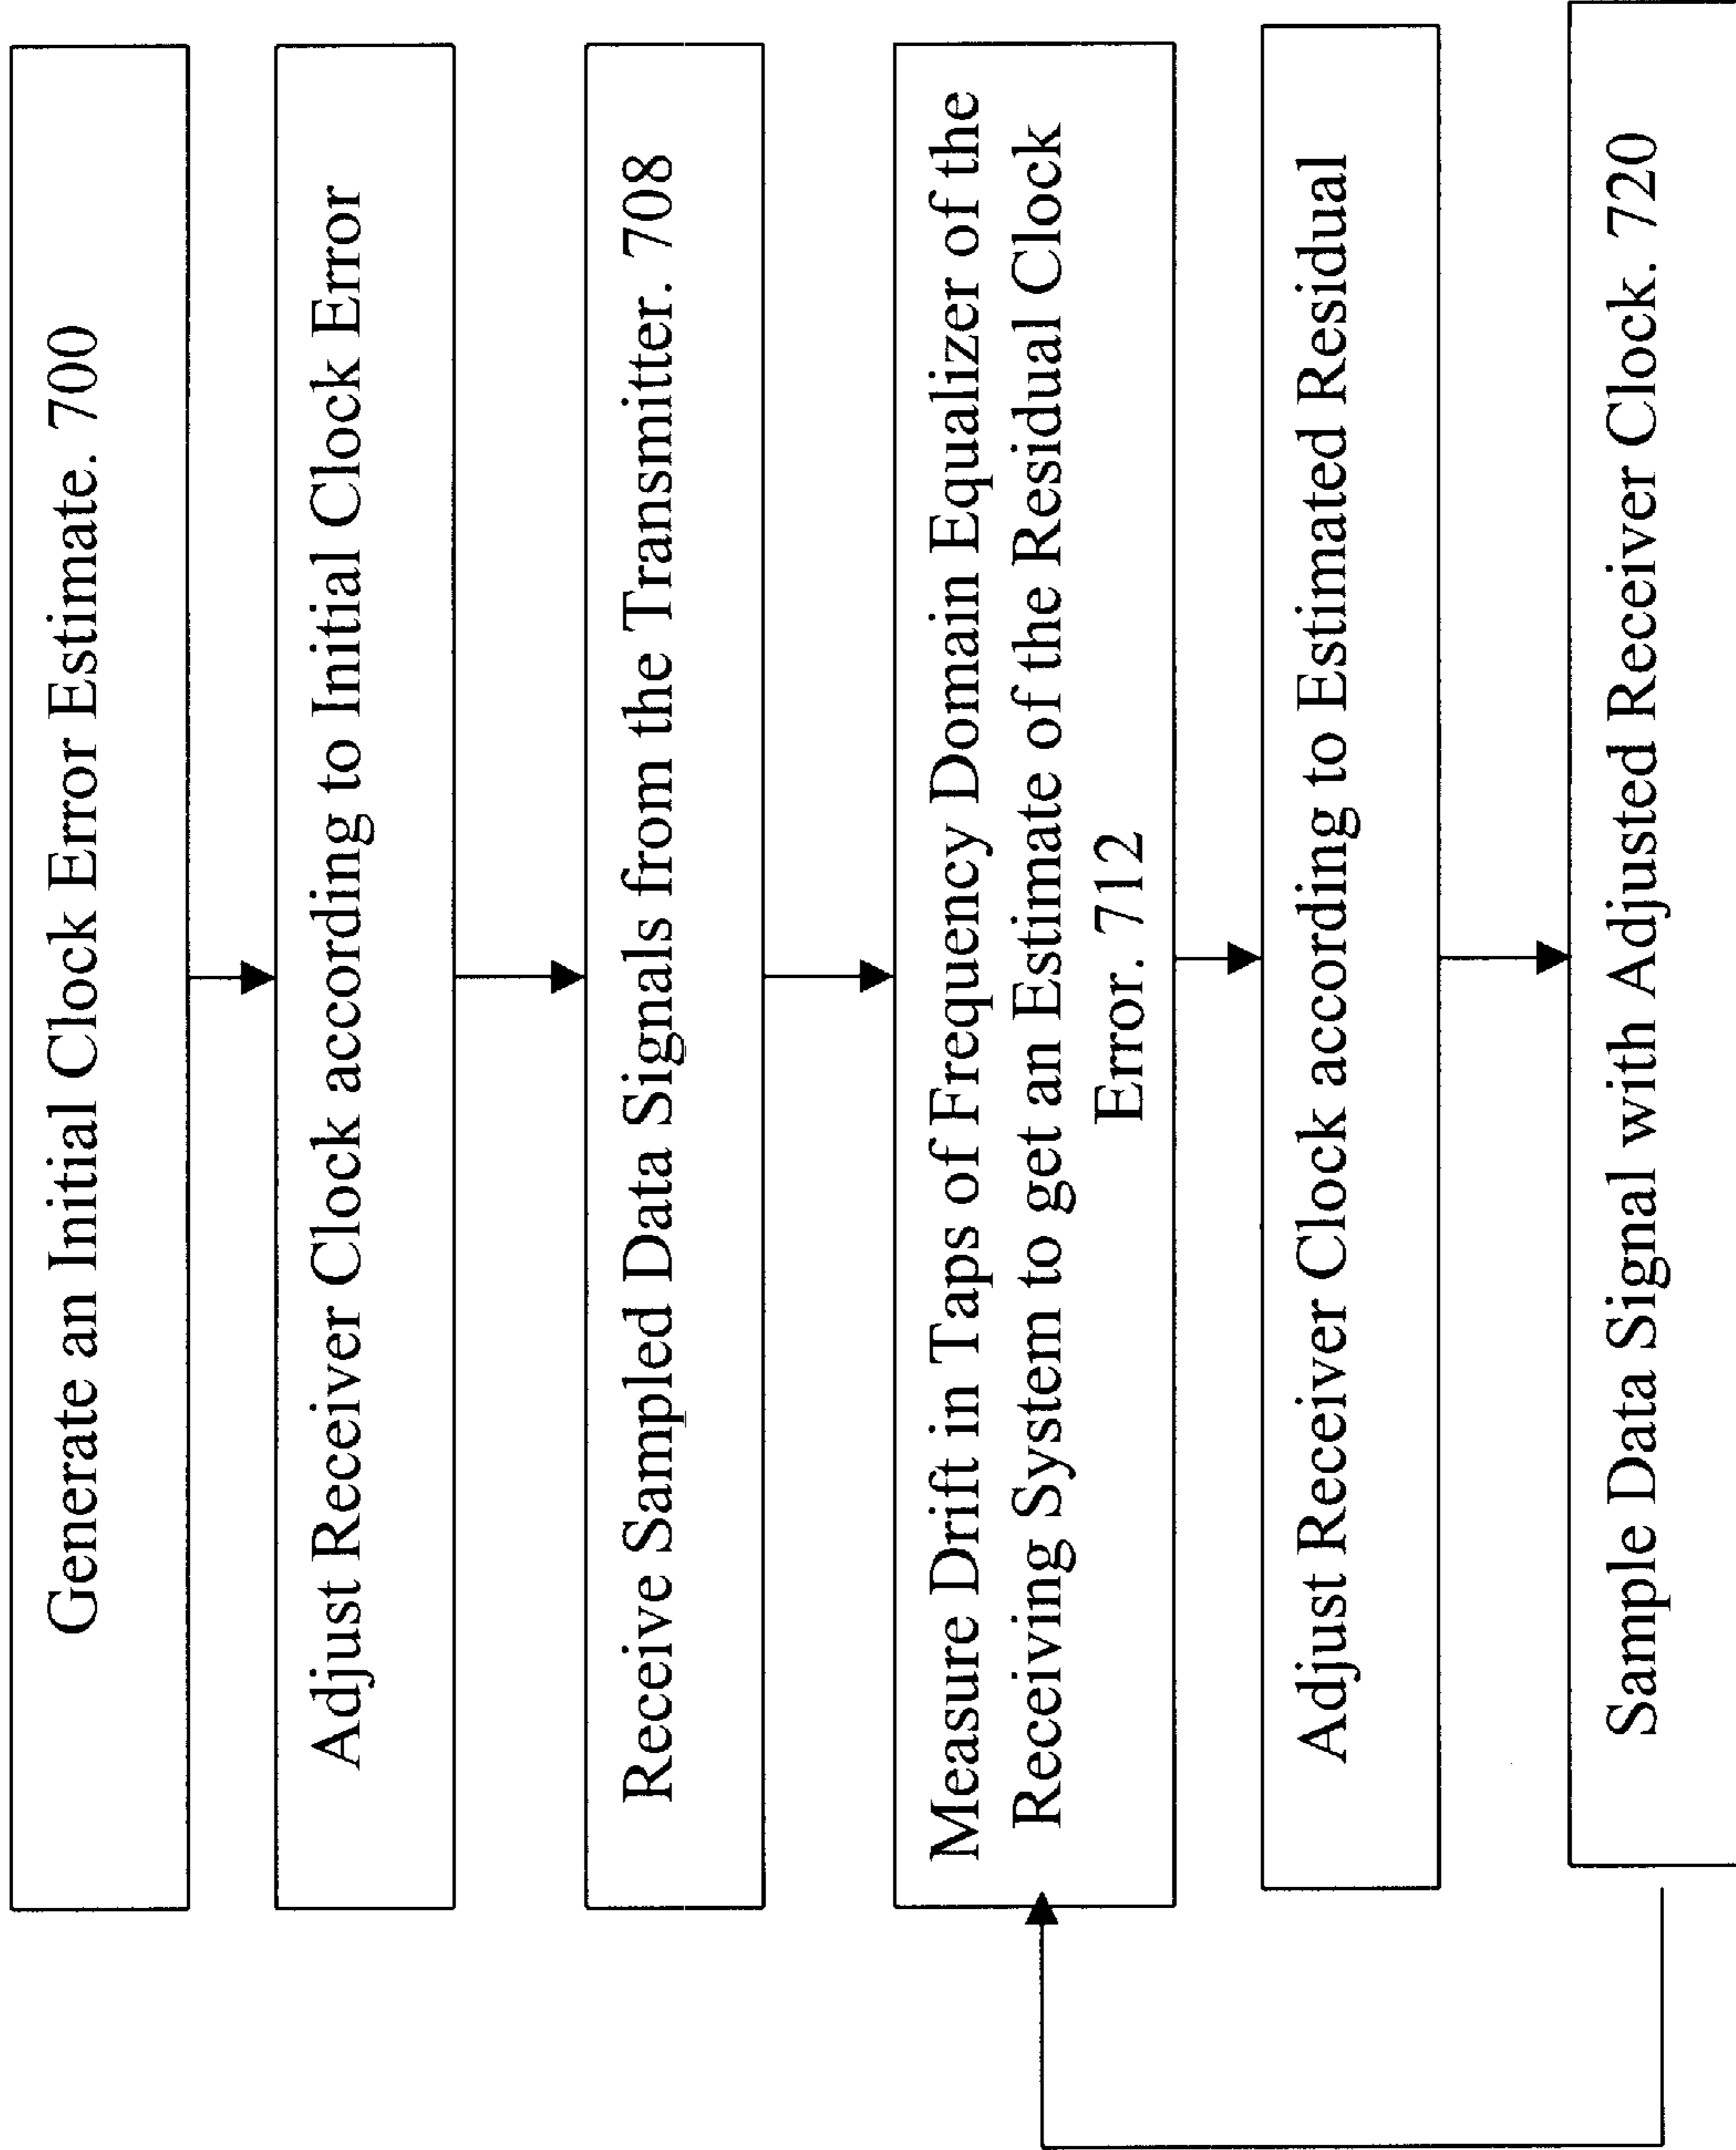 Generate an Initial Clock Error Estimate. 700
Adjust Receiver Clock according to Initial Clock Error
Receive Sampled Data Signals from the Transmitter. 708
Measure Drift in Taps of Frequency Domain Equalizer of the
Receiving System to get an Estimate of the Residual Clock
Error. 712
Adjust Receiver Clock according to Estimated Residual
Sample Data Signal with Adjusted Receiver Clock. 720